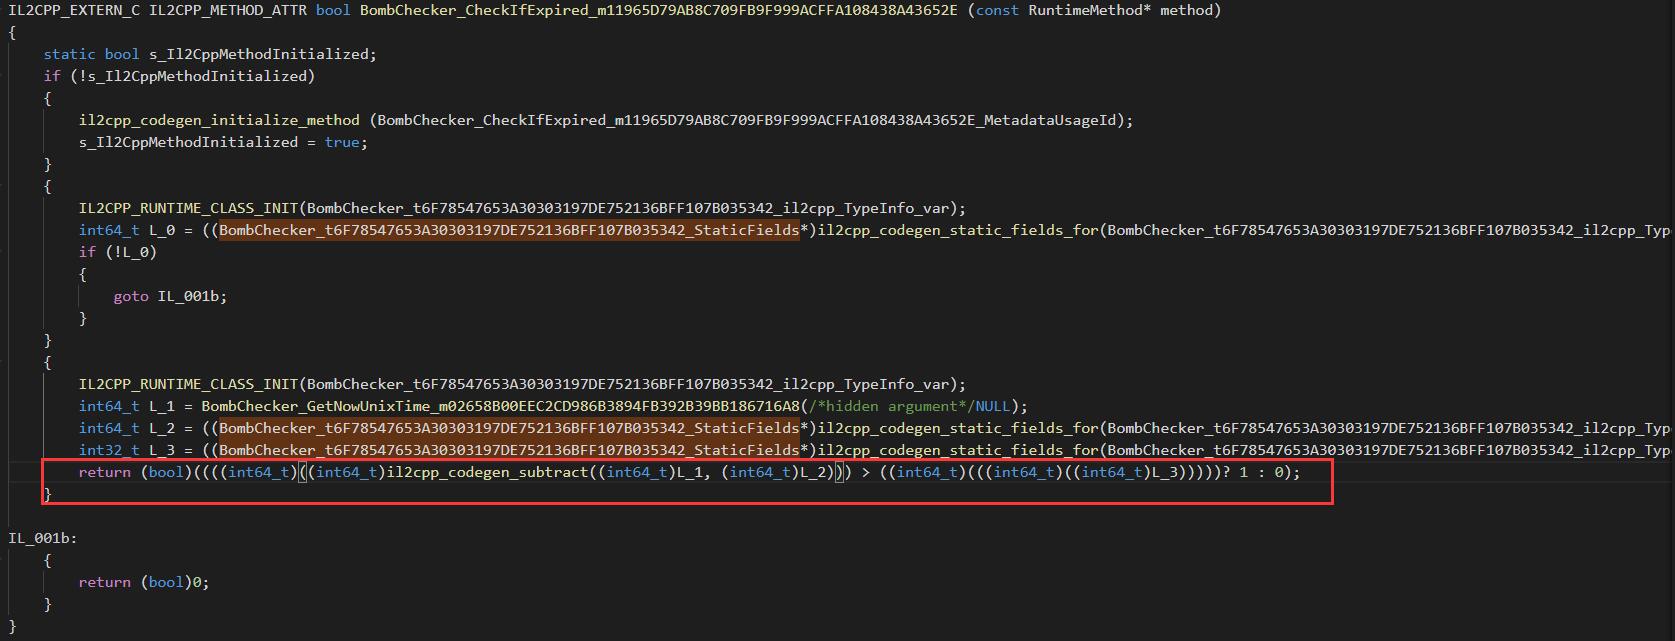 IL2CPP_EXTERN_C IL2CPP_METHOD_ATTR bool BombChecker_CheckIfExpired_m11965D79AB8C709FB9F999ACFFA108438A43652E (const RuntimeMethod* method)
{
static bool s_Il2CppMethodInitialized;
if (!s_Il2CppMethodInitialized)
{
il2cpp_codegen_initialize_method (BombChecker_CheckIfExpired_m11965D79AB8C709FB9F999ACFFA108438A43652E_MetadataUsageId);
s_Il2CppMethodInitialized = true;
}
{
IL2CPP_RUNTIME_CLASS_INIT(BombChecker_t6F78547653A30303197DE752136BFF107B035342_il2cpp_TypeInfo_var);
int64_t L_0 = ((BombChecker_t6F78547653A30303197DE752136BFF107B035342_StaticFields*)il2cpp_codegen_static_fields_for(BombChecker_t6F78547653A30303197DE752136BFF107B035342_il2cpp_Typ
if (!L_0)
{
goto IL_001b;
}
}
{
IL2CPP_RUNTIME_CLASS_INIT(BombChecker_t6F78547653A30303197DE752136BFF107B035342_il2cpp_TypeInfo_var);
int64_t L_1 = BombChecker_GetNowUnixTime_m02658B00EEC2CD986B3894FB392B39BB186716A8(/*hidden argument*/NULL);
int64_t L_2 = ((BombChecker_t6F78547653A30303197DE752136BFF107B035342_StaticFields*)il2cpp_codegen_static_fields_for(BombChecker_t6F78547653A30303197DE752136BFF107B035342_il2cpp_Typ
int32_t L_3 = ((BombChecker_t6F78547653A30303197DE752136BFF107B035342_StaticFields*)il2cpp_codegen_static_fields_for(BombChecker_t6F78547653A30303197DE752136BFF107B035342_il2cpp_Typ
return (bool)((((int64_t)((int64_t)il2cpp_codegen_subtract((int64_t)L_1, (int64_t)L_2))) > ((int64_t)(((int64_t)((int64_t)L_3)))))? 1 : 0);
}
IL_001b:
{
return (bool)0;
}
}